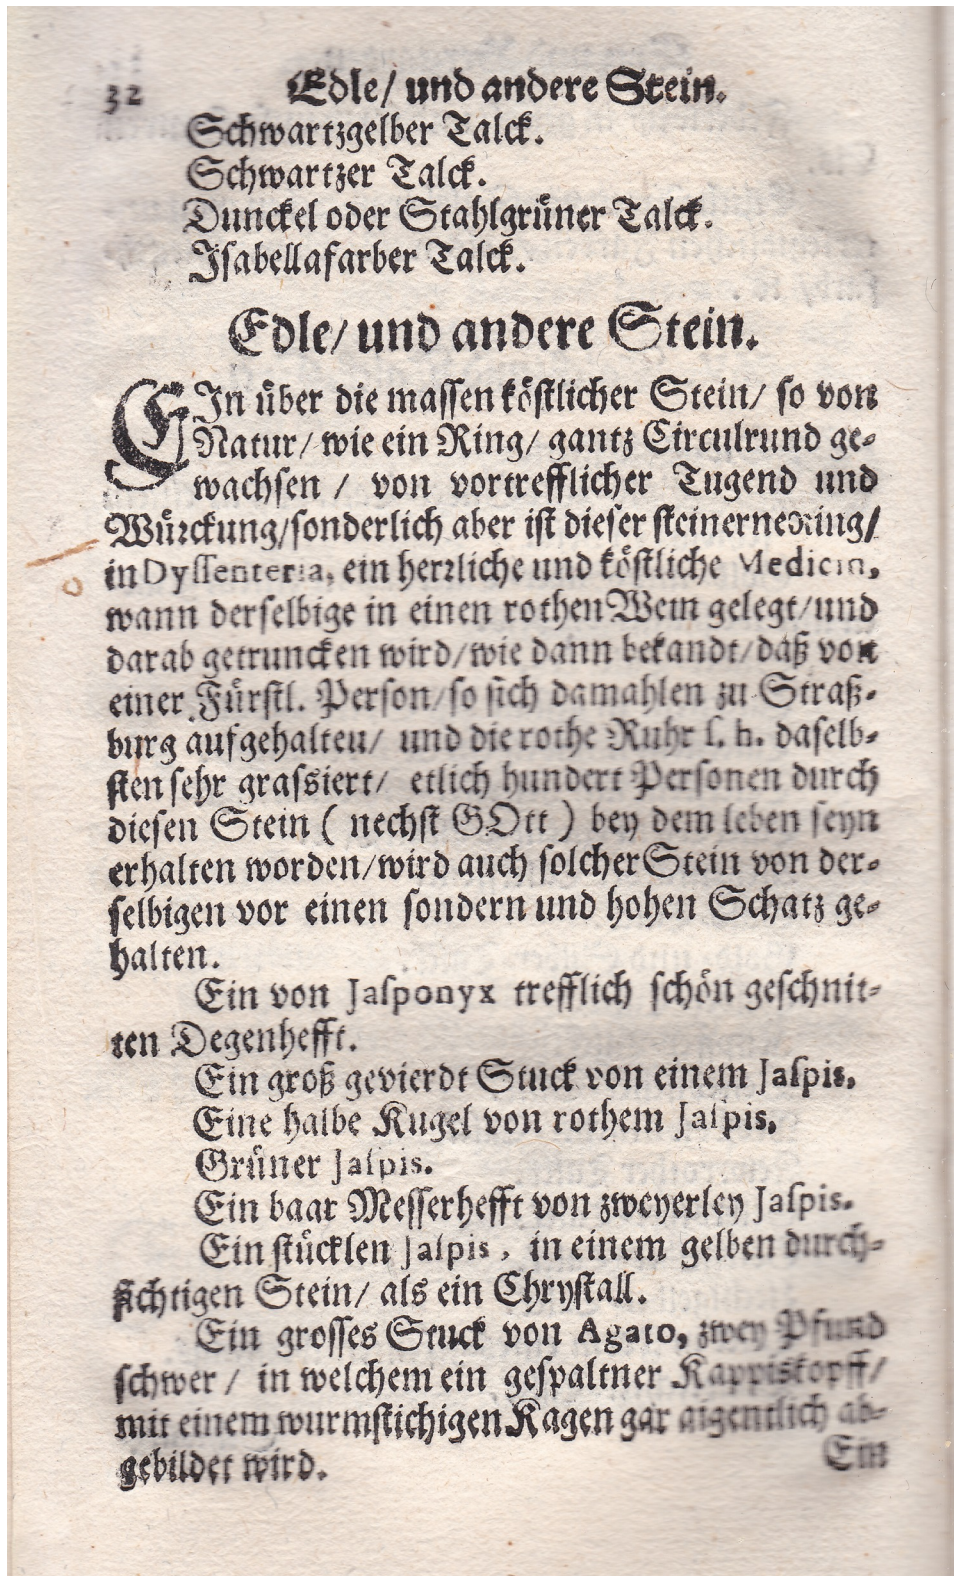 32 Edle/ und andere Stein.
Schwartzgelber Talck.
Schwartzer Talck.
Dunckel oder Stahlgrüner Talck.
Isabellafarber Talck.
Edle/ und andere Stein.
EIn über die massen köstlicher Stein/ so von
Natur/ wie ein Ring/ gantz Circulrund ge-
wachsen / von vortrefflicher Tugend und
Würckung/sonderlich aber ist dieser steinerne Ring/
in Dyssenteria, ein herrliche und köstliche Medicin,
wann derselbige in einen rothen Wein gelegt/und
darab getruncken wird/wie dann bekandt/daß von
einer Fürstl. Person/so sich damahlen zu Straß-
burg aufgehalten/ und die rothe Ruhr s. h. daselb-
sten sehr grassiert/ etlich hundert Personen durch
diesen Stein ( nechst GOtt ) bey dem leben seyn
erhalten worden/wird auch solcher Stein von der-
selbigen vor einen sondern und hohen Schatz ge-
halten.
Ein von Jasponyx trefflich schön geschnit-
ten Degenhefft.
Ein groß gevierdt Stuck von einem Jaspis.
Eine halbe Kugel von rothem Jaspis.
Grüner Jaspis.
Ein baar Messerhefft von zweyerley Jaspis.
Ein stücklen Jaspis, in einem gelben durch-
sichtigen Stein/ als ein Chrystall.
Ein grosses Stuck von Agato, zwey Pfund
schwer / in welchem ein gespaltner Kappiskopff/
mit einem wurmstichigen Kagen gar aigentlich ab-
gebildet wird.
Ein